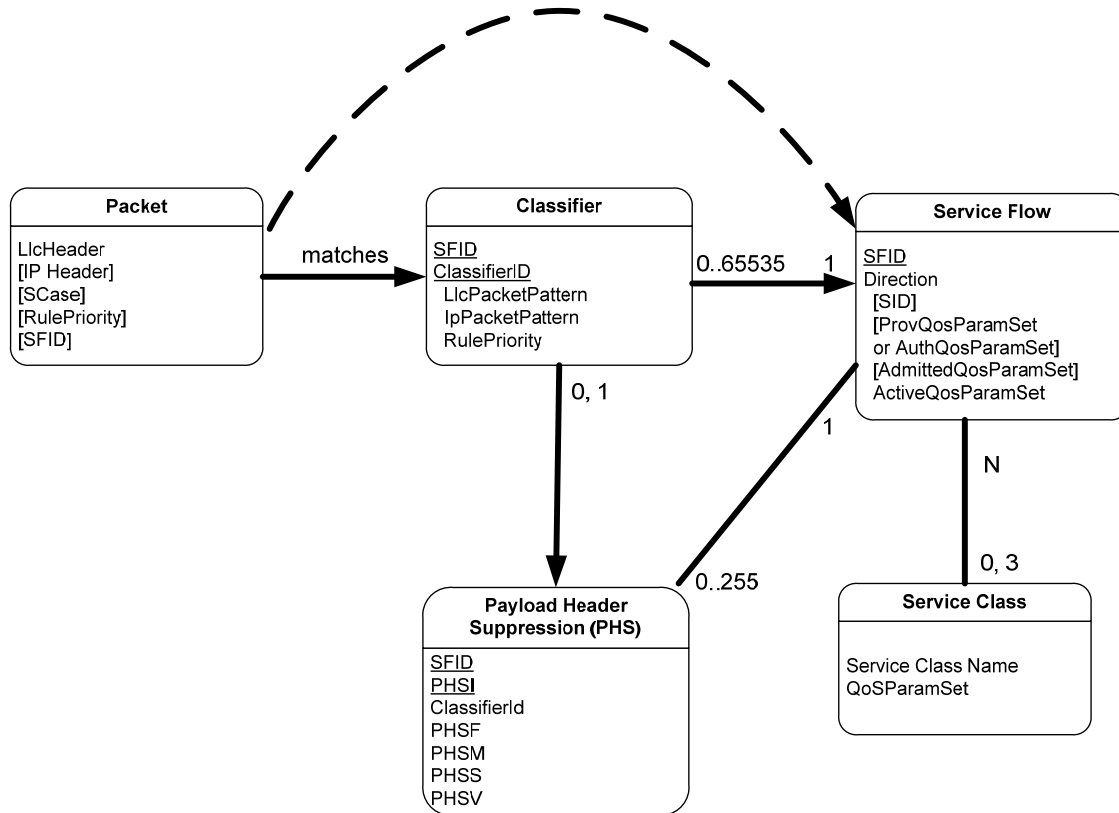 Packet
LlcHeader
[IP Header]
[SCase]
[RulePriority]
[SFID]
matches
Classifier
SFID
ClassifierID
LlcPacketPattern
IpPacketPattern
RulePriority
0..65535
1
Service Flow
SFID
Direction
[SID]
[ProvQosParamSet
or AuthQosParamSet]
[AdmittedQosParamSet]
ActiveQosParamSet
0, 1
1
N
0..255
0, 3
Payload Header
Suppression (PHS)
SFID
PHSI
ClassifierId
PHSF
PHSM
PHSS
PHSV
Service Class
Service Class Name
QoSParamSet